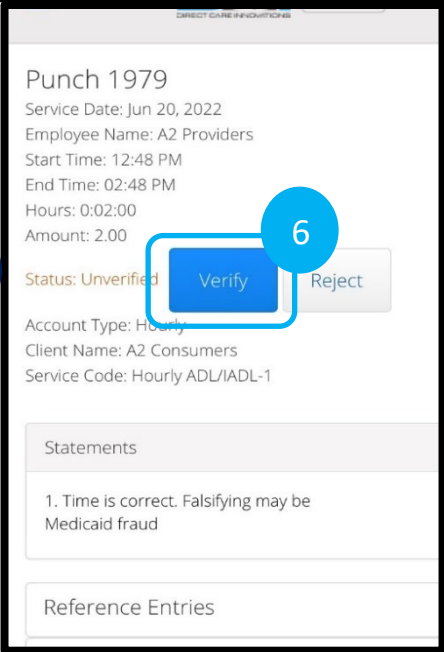 DIRECT CARE INNOVATIONS
Punch 1979
Service Date: Jun 20, 2022
Employee Name: A2 Providers
Start Time: 12:48 PM
End Time: 02:48 PM
Hours: 0:02:00
Amount: 2.00
6
Status: Unverified Verify Reject
Account Type: Hourly
Client Name: A2 Consumers
Service Code: Hourly ADL/IADL-1
Statements
1. Time is correct. Falsifying may be
Medicaid fraud
Reference Entries